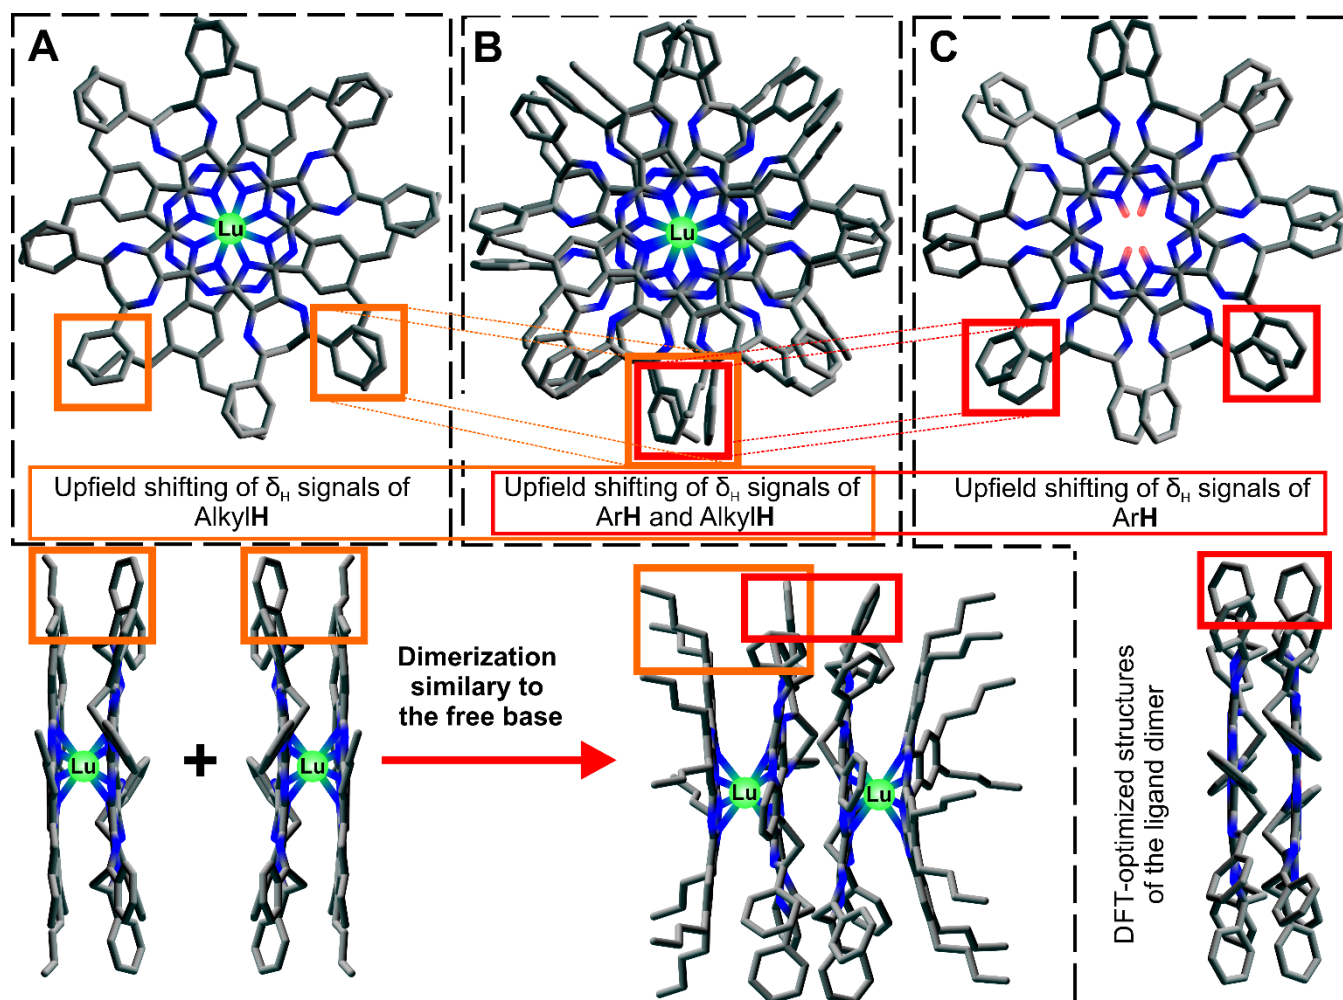 A
B
C
Lu
Lu
Upfield shifting of δH signals of
AlkylH
Upfield shifting of δH signals of
ArH and AlkylH
Upfield shifting of δH signals of
ArH
Lu
+
Lu
Dimerization
similary to
the free base
Lu
Lu
DFT-optimized structures
of the ligand dimer